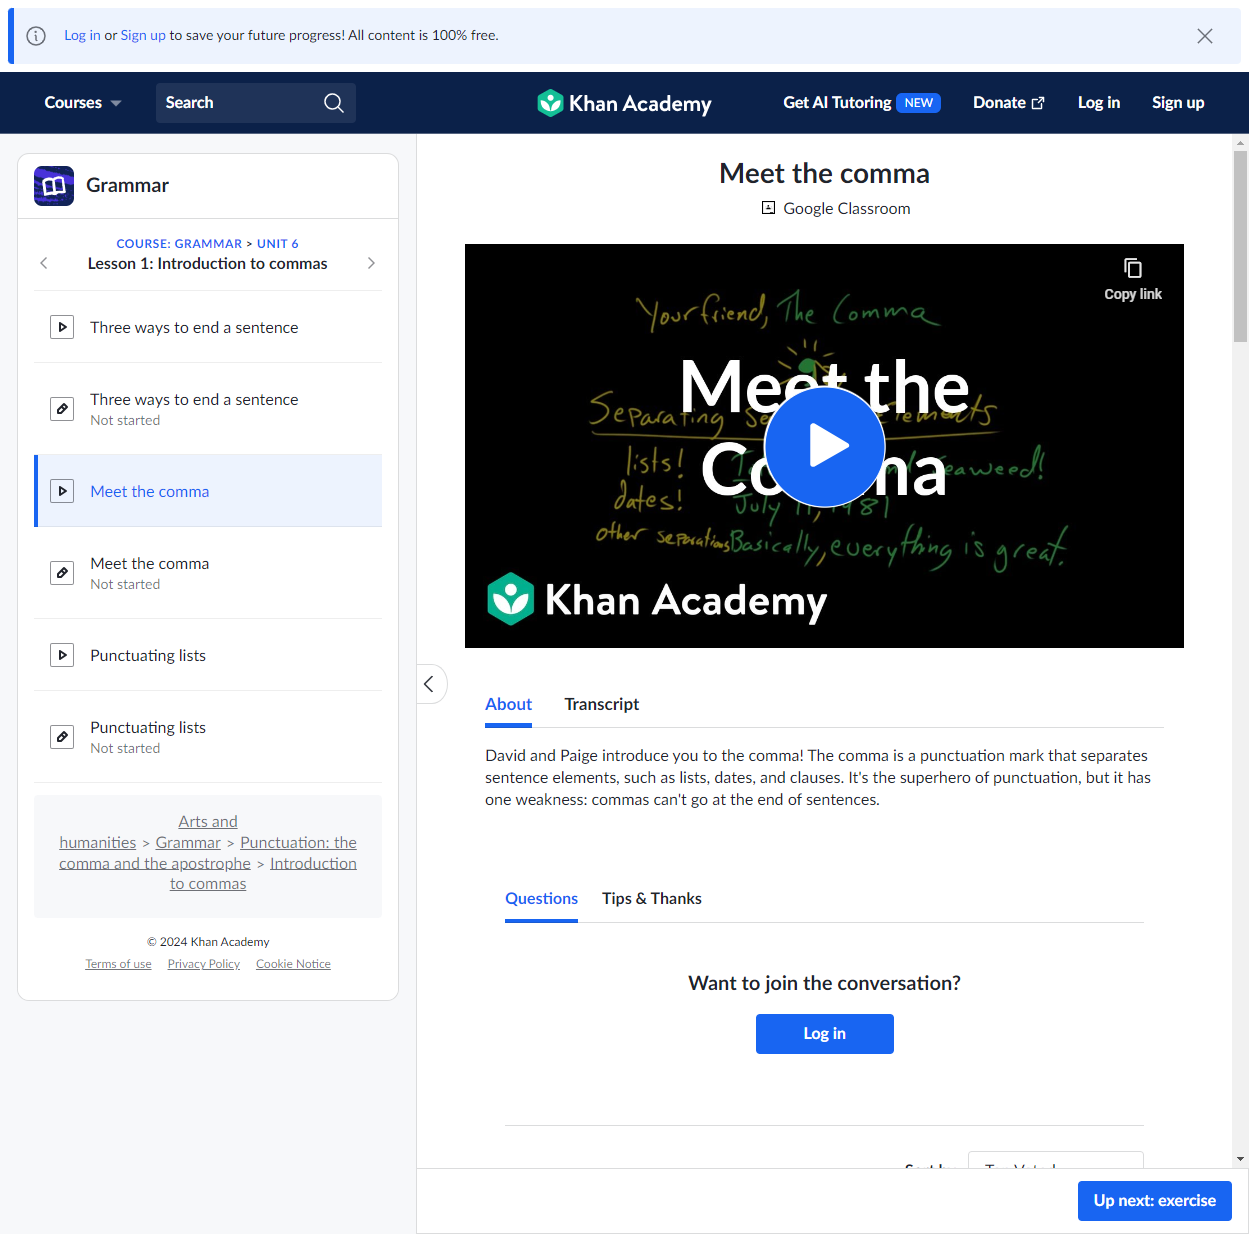 Log in or Sign up to save your future progress! All content is 100% free.
Courses
Search
Khan Academy
Get AI Tutoring NEW
Donate
Log in
Sign up
Grammar
COURSE: GRAMMAR > UNIT 6
Lesson 1: Introduction to commas
Three ways to end a sentence
Three ways to end a sentence
Not started
Meet the comma
Meet the comma
Not started
Punctuating lists
Punctuating lists
Not started
Arts and
humanities > Grammar > Punctuation: the
comma and the apostrophe > Introduction
to commas
© 2024 Khan Academy
Terms of use Privacy Policy Cookie Notice
Meet the comma
Google Classroom
Copy link
Your friend, The Comma
Meet the
Separating
lists!
dates! July 11, 1981
other separations Basically, everything is great.
Khan Academy
About Transcript
David and Paige introduce you to the comma! The comma is a punctuation mark that separates
sentence elements, such as lists, dates, and clauses. It's the superhero of punctuation, but it has
one weakness: commas can't go at the end of sentences.
Questions Tips & Thanks
Want to join the conversation?
Log in
Up next: exercise